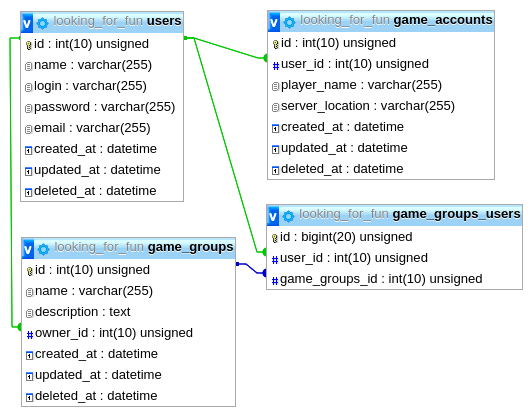 v looking_for_fun users
id : int(10) unsigned
name : varchar(255)
login : varchar(255)
password : varchar(255)
email : varchar(255)
created_at : datetime
updated_at : datetime
deleted_at : datetime
v looking_for_fun game_accounts
id : int(10) unsigned
user_id : int(10) unsigned
player_name : varchar(255)
server_location : varchar(255)
created_at : datetime
updated_at : datetime
deleted_at : datetime
v looking_for_fun game_groups_users
id : bigint(20) unsigned
user_id : int(10) unsigned
game_groups_id : int(10) unsigned
v looking_for_fun game_groups
id : int(10) unsigned
name : varchar(255)
description : text
owner_id : int(10) unsigned
created_at : datetime
updated_at : datetime
deleted_at : datetime